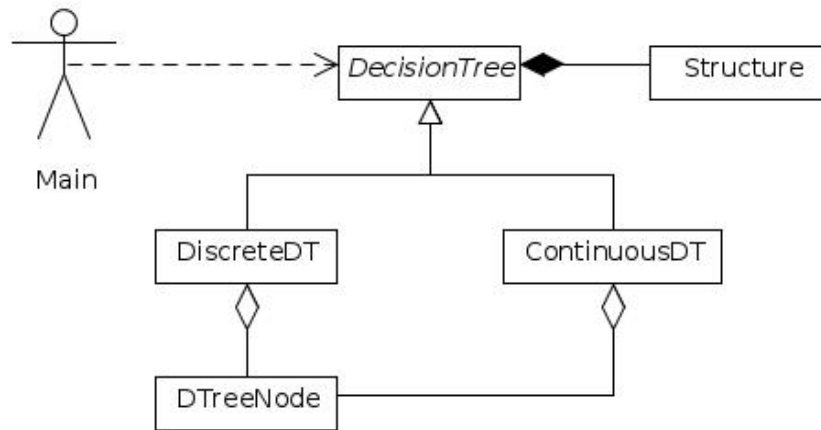 DecisionTree
Structure
Main
DiscreteDT
ContinuousDT
DTreeNode